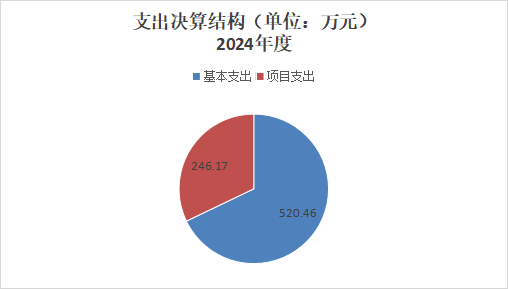 支出决算结构（单位：万元）
2024年度
基本支出 项目支出
246.17
520.46